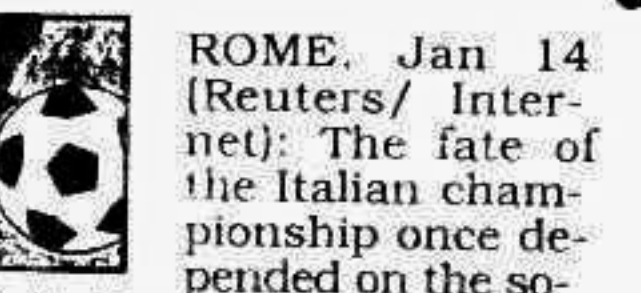 ROME, Jan 14
(Reuters/ Inter-
net): The fate of
the Italian cham-
pionship once de-
pended on the so-